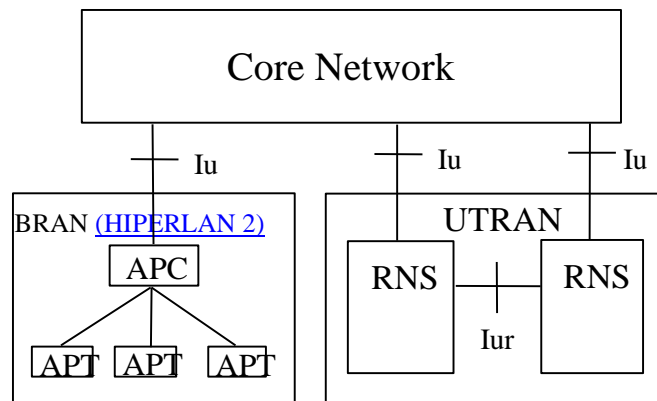 Core Network
Iu
Iu
Iu
BRAN (HIPERLAN 2)
UTRAN
APC
RNS
RNS
Iur
APT
APT
APT